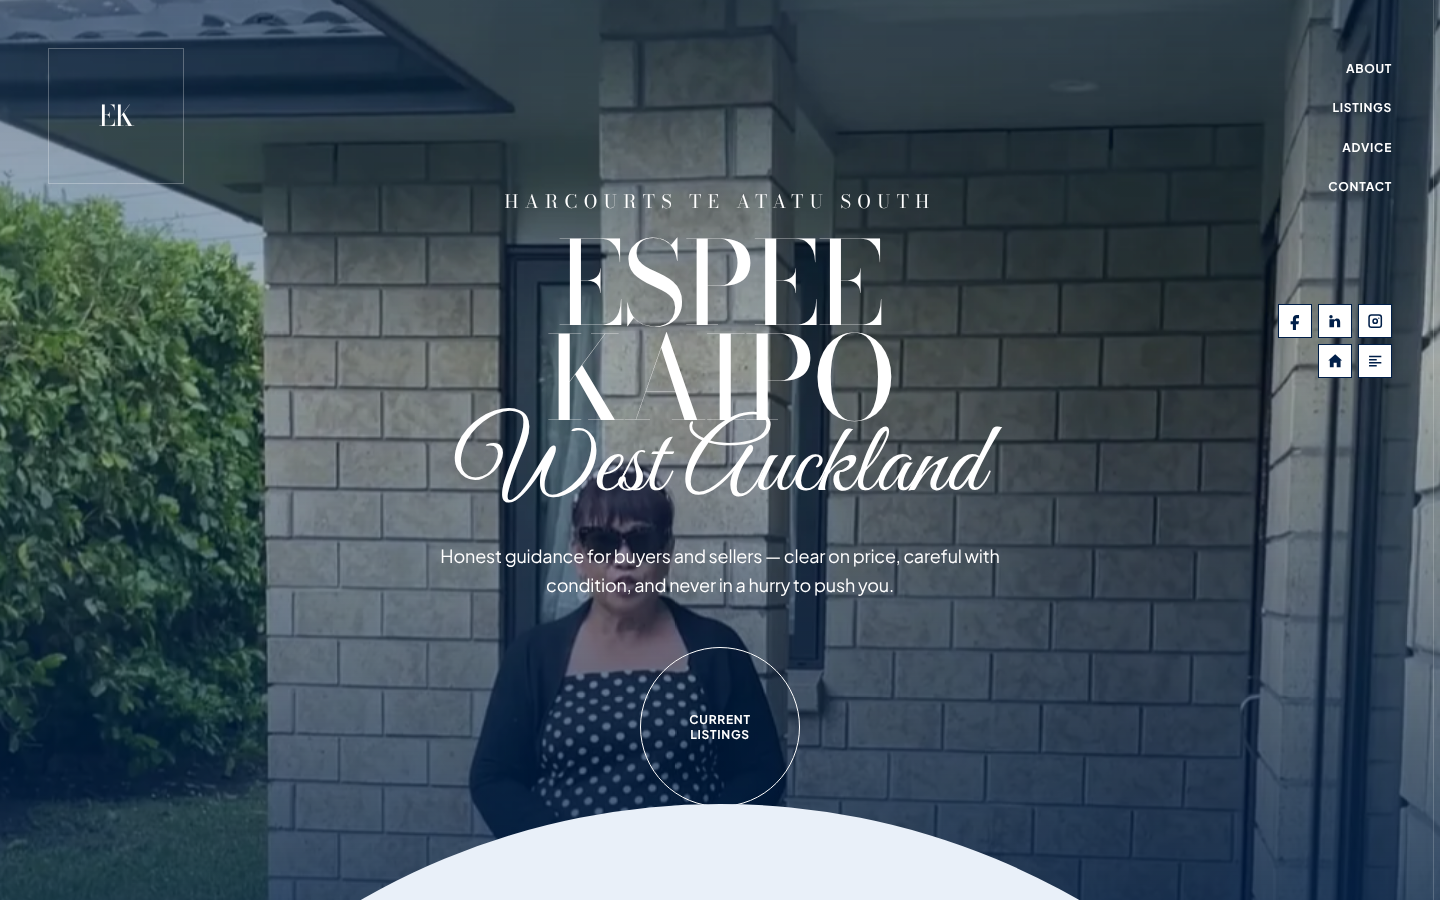 EK
ABOUT
LISTINGS
ADVICE
CONTACT
HARCOURTS TE ATATU SOUTH
ESPEE
KAIPO
West Auckland
Honest guidance for buyers and sellers — clear on price, careful with
condition, and never in a hurry to push you.
CURRENT
LISTINGS